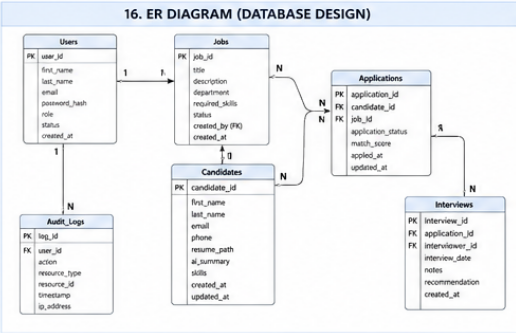 16. ER DIAGRAM (DATABASE DESIGN)
Users
PK user_id
first_name
last_name
email
password_hash
role
status
created_at
1
Jobs
PK job_id
title
description
department
required_skills
status
created_by (FK)
created_at
N
N
N
Applications
PK application_id
FK candidate_id
FK job_id
application_status
match_score
applied_at
updated_at
1
N
Audit_Logs
PK log_id
FK user_id
action
resource_type
resource_id
timestamp
ip_address
Candidates
PK candidate_id
first_name
last_name
email
phone
resume_path
ai_summary
skills
created_at
updated_at
N
N
Interviews
PK interview_id
FK application_id
FK interviewer_id
interview_date
notes
recommendation
created_at